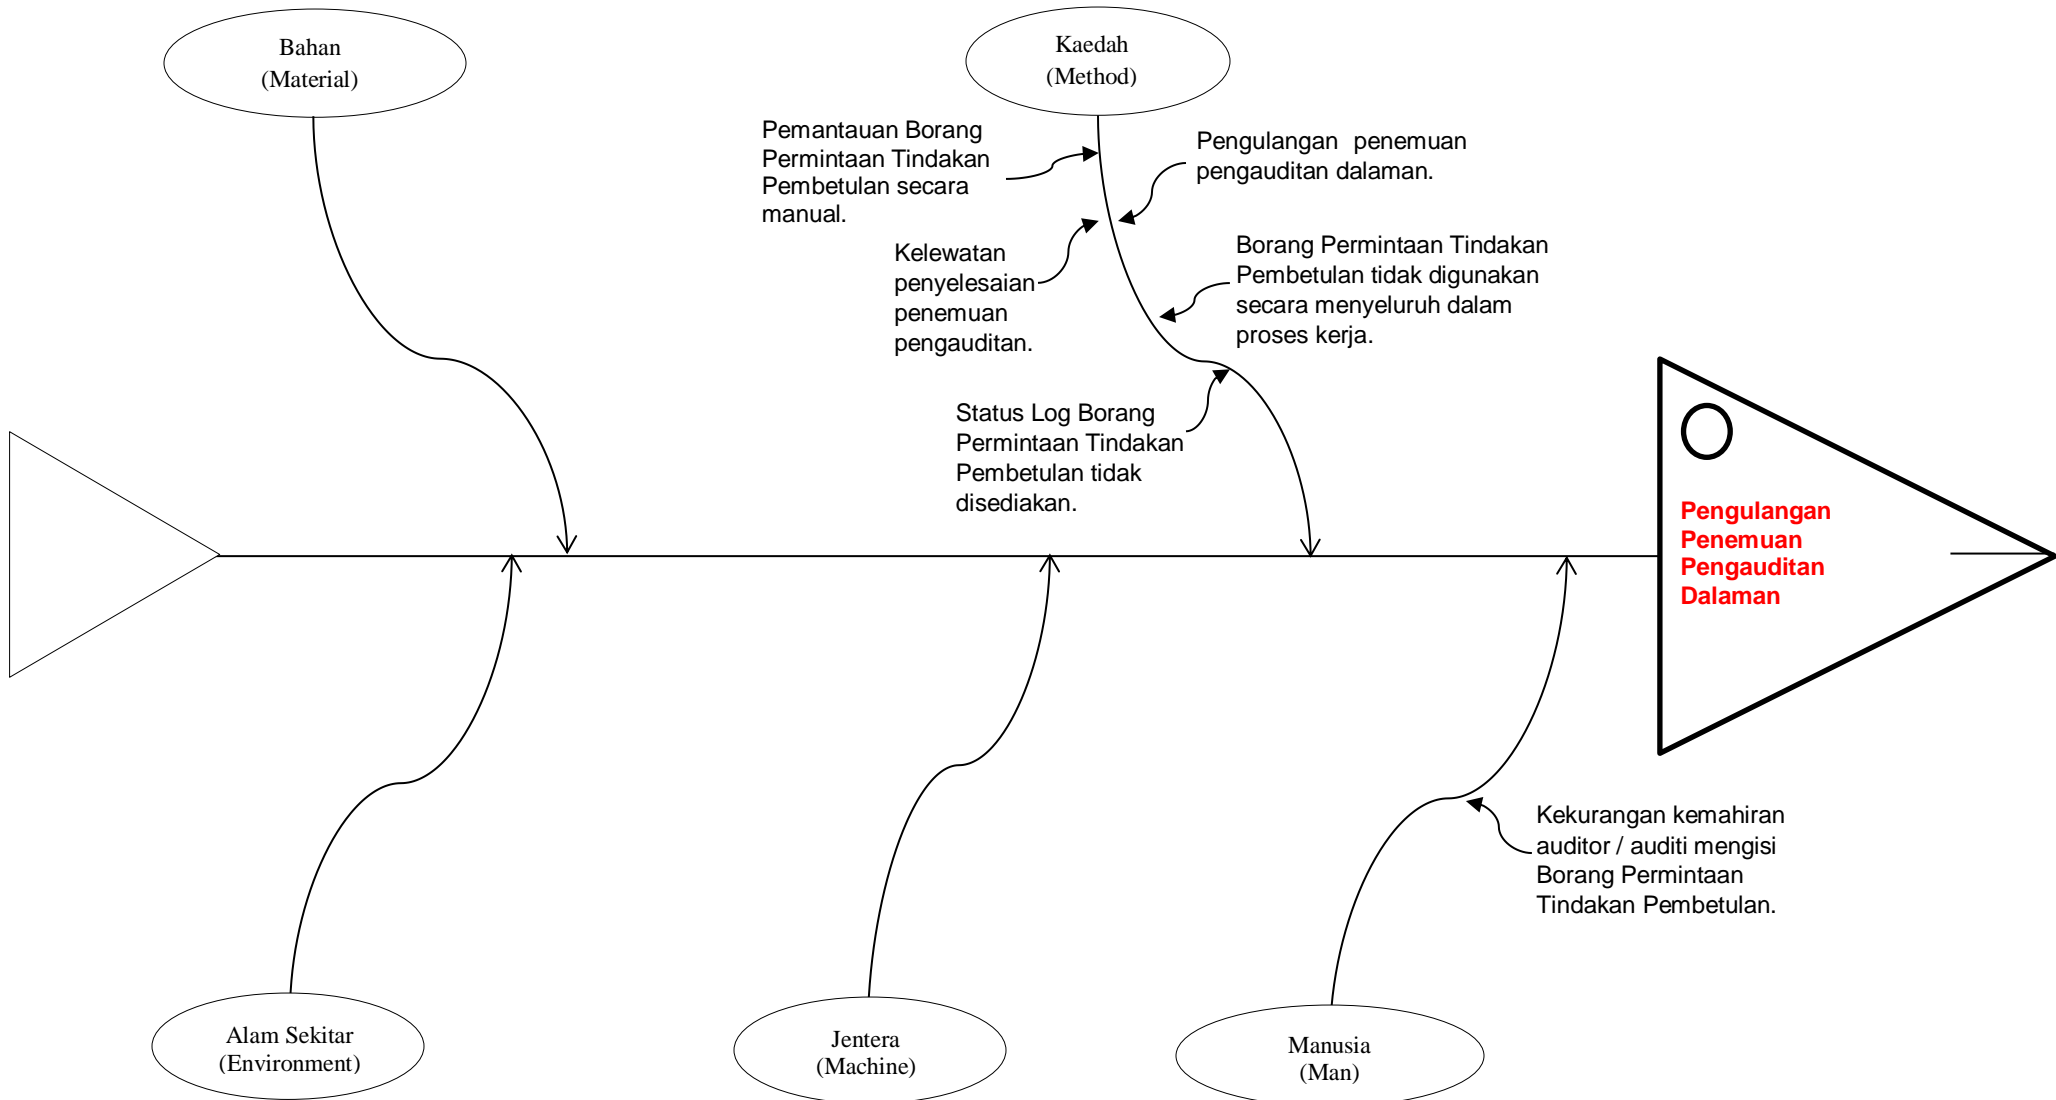 Bahan
(Material)
Kaedah
(Method)
Pemantauan Borang
Permintaan Tindakan
Pembetulan secara
manual.
Pengulangan penemuan
pengauditan dalaman.
Kelewatan
penyelesaian
penemuan
pengauditan.
Borang Permintaan Tindakan
Pembetulan tidak digunakan
secara menyeluruh dalam
proses kerja.
Status Log Borang
Permintaan Tindakan
Pembetulan tidak
disediakan.
Pengulangan
Penemuan
Pengauditan
Dalaman
Kekurangan kemahiran
auditor / auditi mengisi
Borang Permintaan
Tindakan Pembetulan.
Alam Sekitar
(Environment)
Jentera
(Machine)
Manusia
(Man)